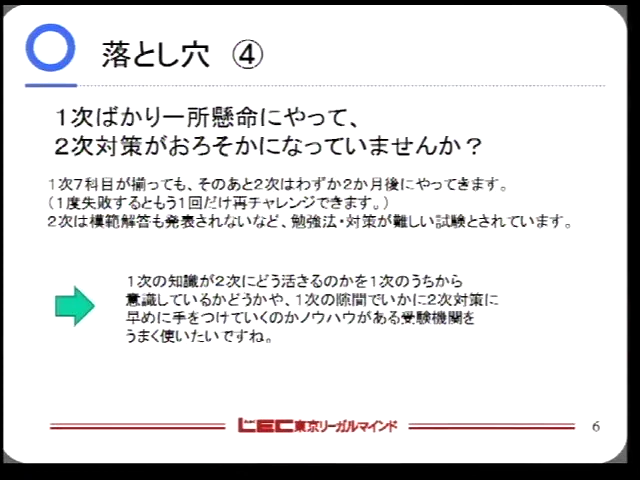 落とし穴 ④
１次ばかり一所懸命にやって、
２次対策がおろそかになっていませんか？
１次７科目が揃っても、そのあと２次はわずか２か月後にやってきます。
（１度失敗するともう１回だけ再チャレンジできます。）
２次は模範解答も発表されないなど、勉強法・対策が難しい試験とされています。
１次の知識が２次にどう活きるのかを１次のうちから
意識しているかどうかや、１次の隙間でいかに２次対策に
早めに手をつけていくのかノウハウがある受験機関を
うまく使いたいですね。
LEC東京リーガルマインド
6